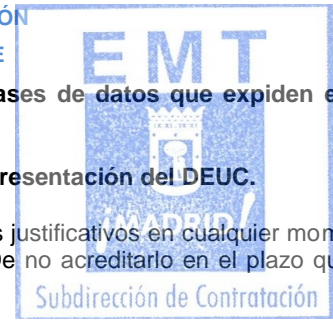 ÓN
E
EMT
ases de datos que expiden e
resentación del DEUC.
s justificativos en cualquier mom
¡MADRID!
De no acreditarlo en el plazo qu
Subdirección de Contratación